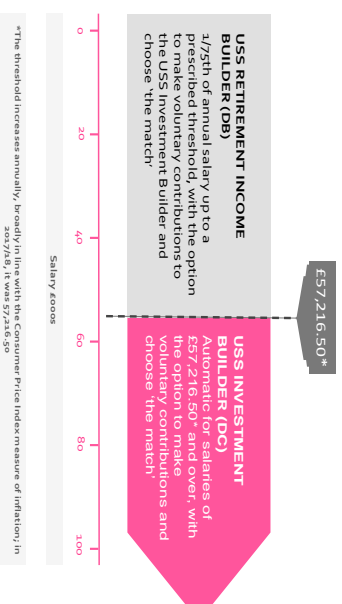 £57,216.50*
USS RETIREMENT INCOME
BUILDER (DB)
1/75th of annual salary up to a
prescribed threshold, with the option
to make voluntary contributions to
the USS Investment Builder and
choose 'the match'
USS INVESTMENT
BUILDER (DC)
Automatic for salaries of
£57,216.50* and over, with
the option to make
voluntary contributions and
choose 'the match'
0 20 40 60 80 100
Salary £000s
*The threshold increases annually, broadly in line with the Consumer Price Index measure of inflation; in
2017/18, it was 57,216.50